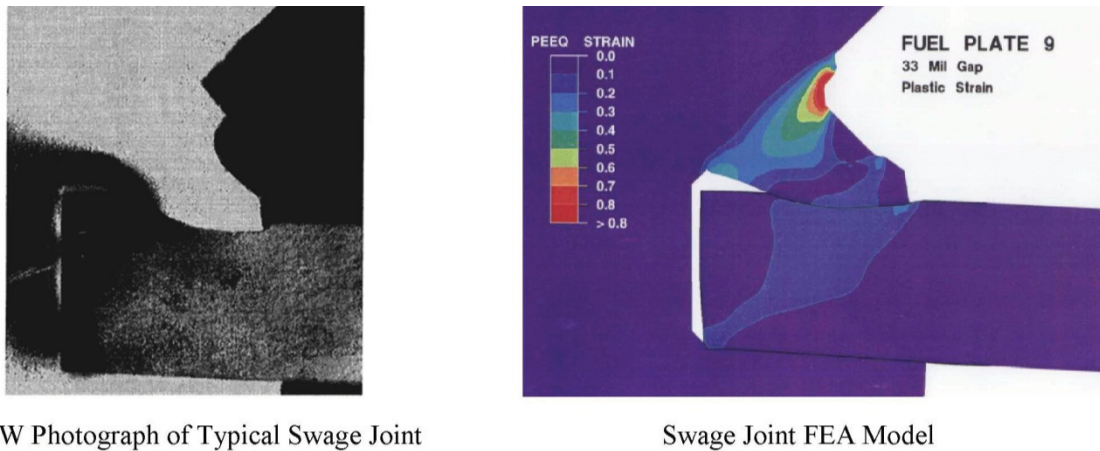 PEEQ STRAIN
0.0
0.1
0.2
0.3
0.4
0.5
0.6
0.7
0.8
> 0.8
FUEL PLATE 9
33 Mil Gap
Plastic Strain
W Photograph of Typical Swage Joint
Swage Joint FEA Model